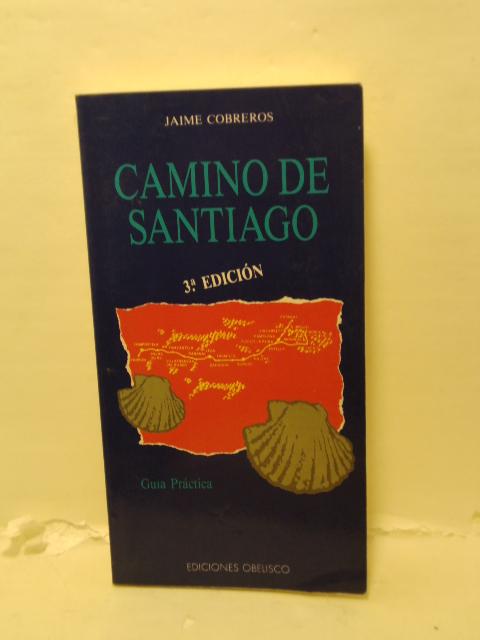 JAIME COBREROS
CAMINO DE
SANTIAGO
3ª. EDICIÓN
Guía Práctica
EDICIONES OBELISCO